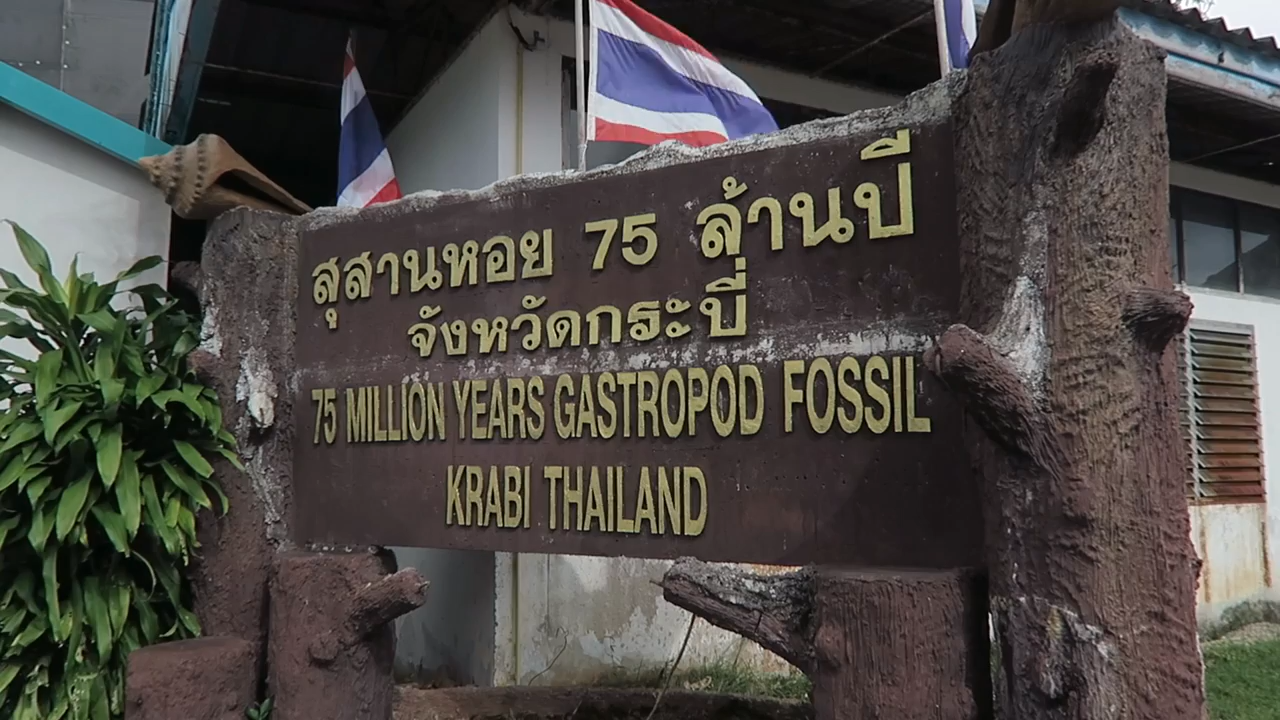 สุสานหอย 75 ล้านปี
จังหวัดกระบี่
75 MILLION YEARS GASTROPOD FOSSIL
KRABI THAILAND